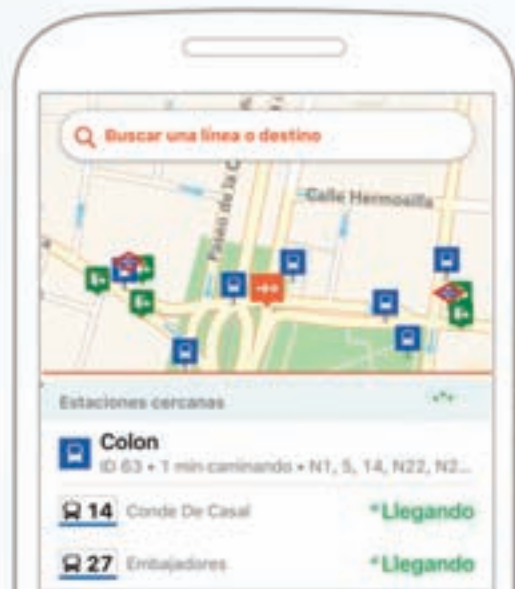 Buscar una línea o destino
Paseo de la C
Calle Hermosilla
Estaciones cercanas
Colon
ID 63 • 1 min caminando • N1, 5, 14, N22, N2...
14 Conde De Casal Llegando
27 Embajadores Llegando